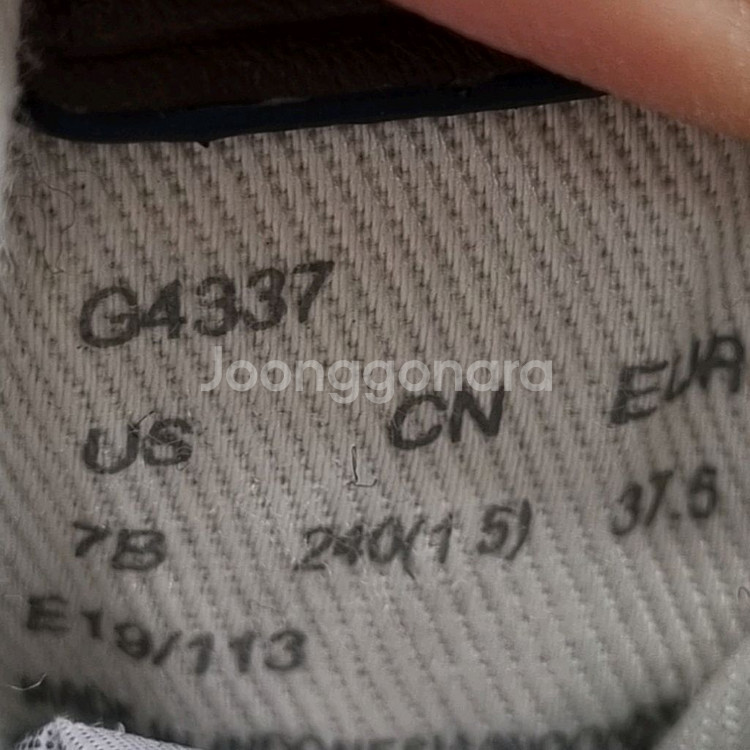 G4337
Joonggonara
US CN EUR
7B 240(1.5) 37.5
E19/113